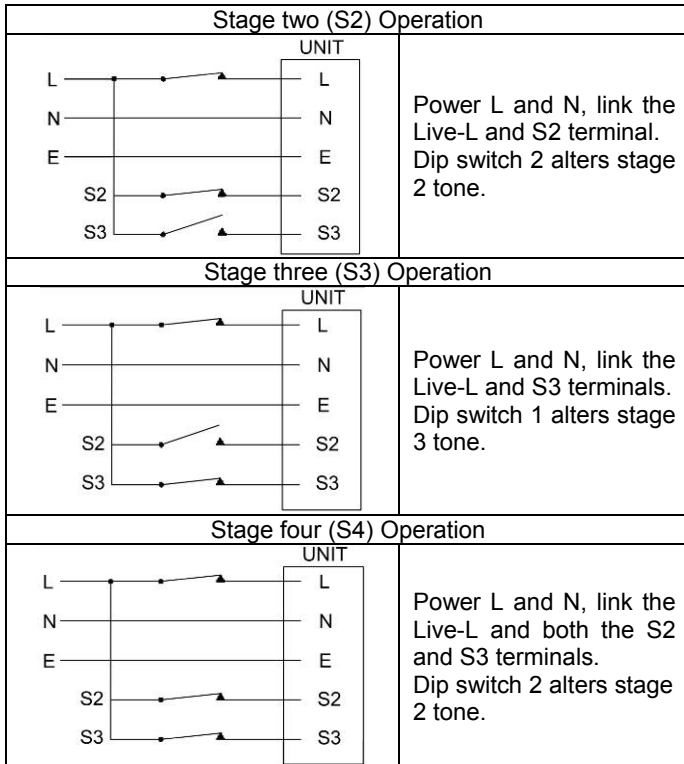 Stage two (S2) Operation
UNIT
L L
N N
E E
S2 S2
S3 S3
Power L and N, link the
Live-L and S2 terminal.
Dip switch 2 alters stage
2 tone.
Stage three (S3) Operation
UNIT
L L
N N
E E
S2 S2
S3 S3
Power L and N, link the
Live-L and S3 terminals.
Dip switch 1 alters stage
3 tone.
Stage four (S4) Operation
UNIT
L L
N N
E E
S2 S2
S3 S3
Power L and N, link the
Live-L and both the S2
and S3 terminals.
Dip switch 2 alters stage
2 tone.